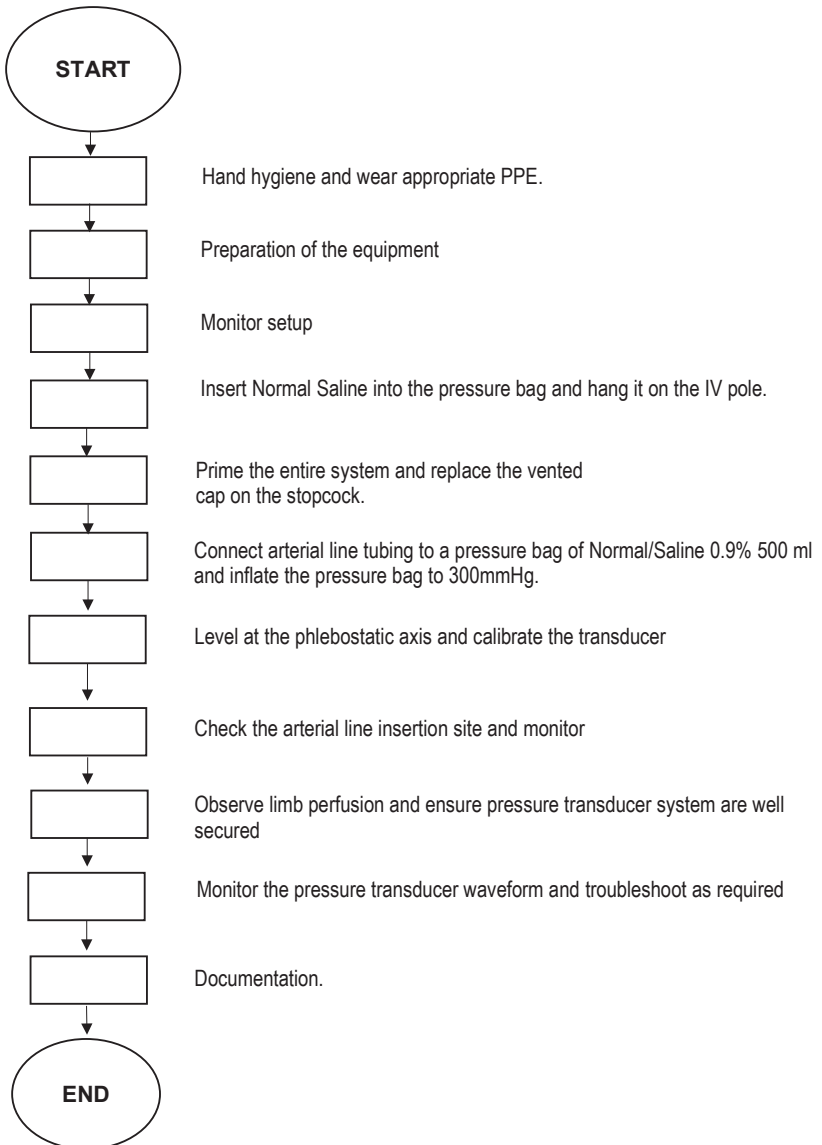 START
Hand hygiene and wear appropriate PPE.
Preparation of the equipment
Monitor setup
Insert Normal Saline into the pressure bag and hang it on the IV pole.
Prime the entire system and replace the vented
cap on the stopcock.
Connect arterial line tubing to a pressure bag of Normal/Saline 0.9% 500 ml
and inflate the pressure bag to 300mmHg.
Level at the phlebostatic axis and calibrate the transducer
Check the arterial line insertion site and monitor
Observe limb perfusion and ensure pressure transducer system are well
secured
Monitor the pressure transducer waveform and troubleshoot as required
Documentation.
END